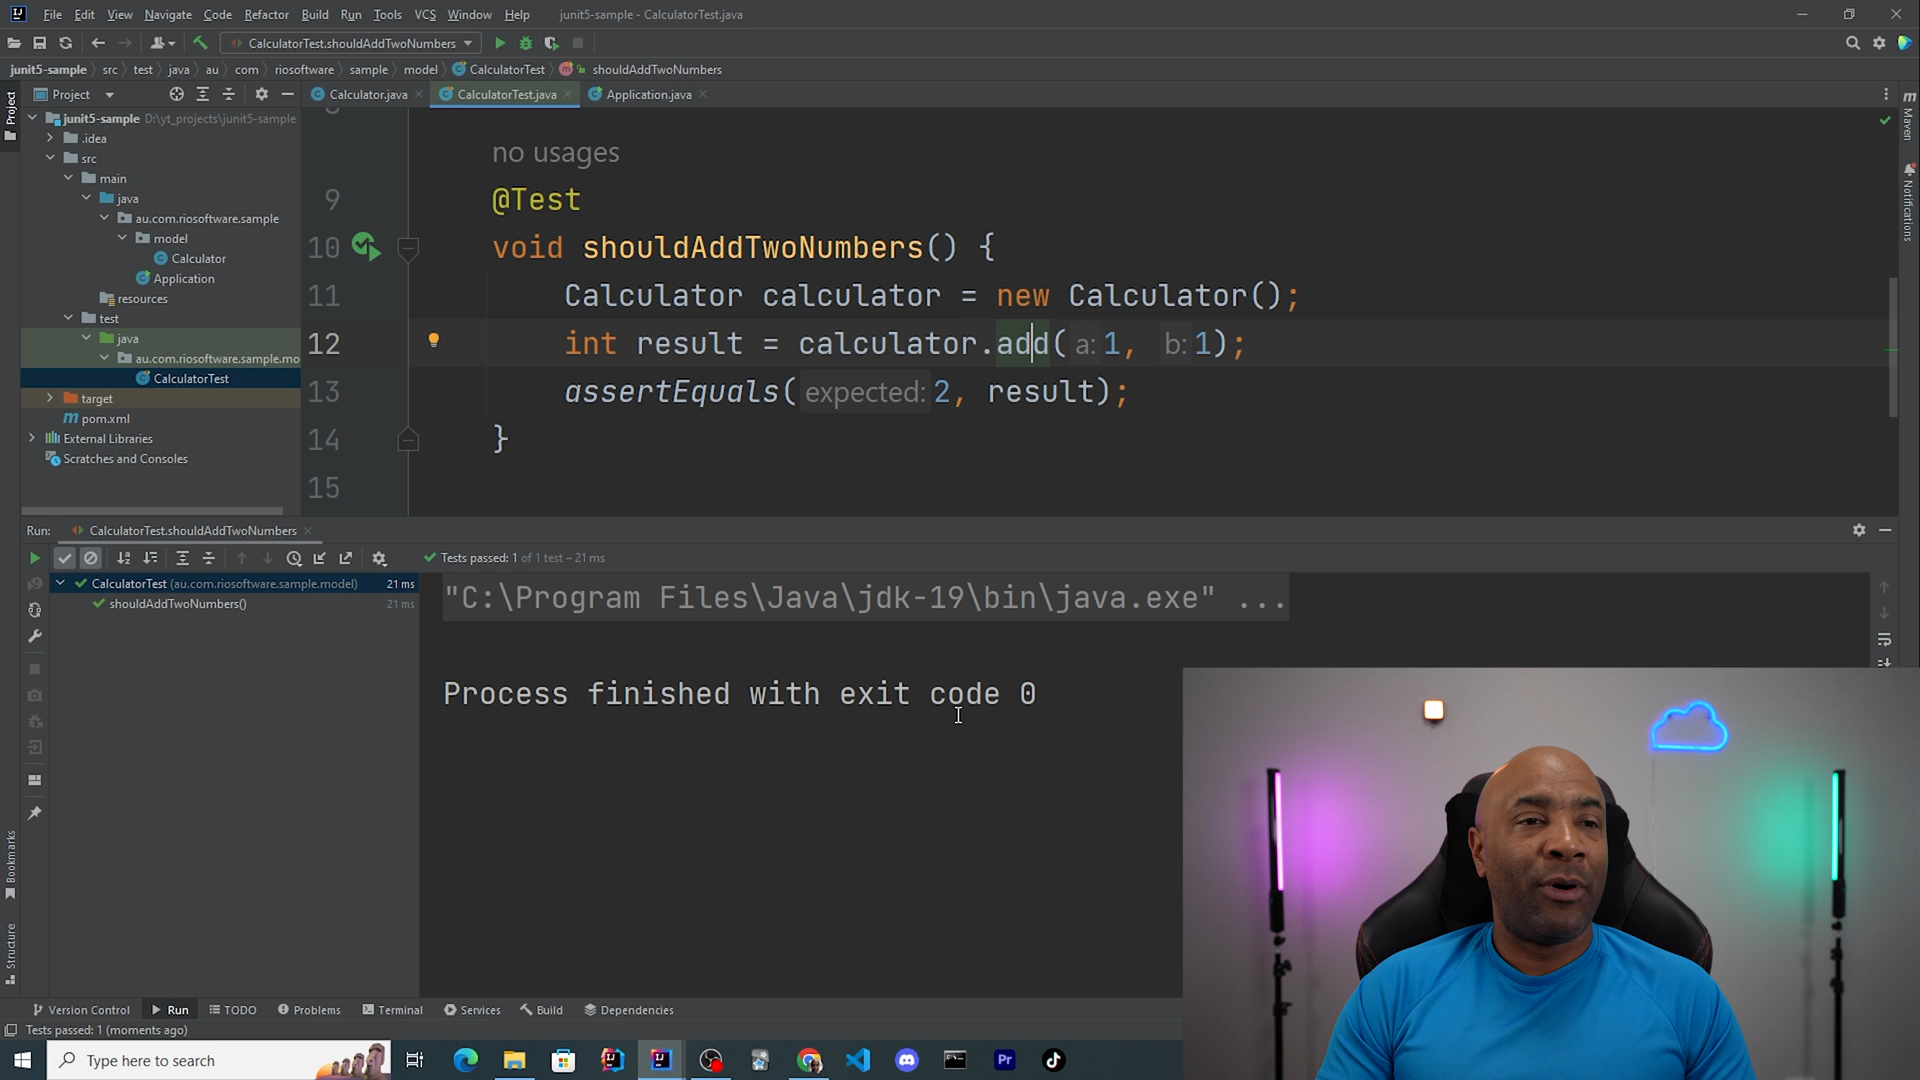 File Edit View Navigate Code Refactor Build Run Tools VCS Window Help junit5-sample - CalculatorTest.java
CalculatorTest.shouldAddTwoNumbers
junit5-sample src test java au com riosoftware sample model CalculatorTest shouldAddTwoNumbers
Project
Calculator.java CalculatorTest.java Application.java
Project
junit5-sample D:\yt_projects\junit5-sample
.idea
src
main
java
au.com.riosoftware.sample
model
Calculator
Application
resources
test
java
au.com.riosoftware.sample.mo
CalculatorTest
target
pom.xml
External Libraries
Scratches and Consoles
no usages
9 @Test
10 void shouldAddTwoNumbers() {
11 Calculator calculator = new Calculator();
12 int result = calculator.add( a: 1, b: 1);
13 assertEquals( expected: 2, result);
14 }
15
Maven
Notifications
Run: CalculatorTest.shouldAddTwoNumbers
Tests passed: 1 of 1 test – 21 ms
CalculatorTest (au.com.riosoftware.sample.model) 21 ms
shouldAddTwoNumbers() 21 ms
"C:\Program Files\Java\jdk-19\bin\java.exe" ...
Process finished with exit code 0
Bookmarks
Structure
Version Control Run TODO Problems Terminal Services Build Dependencies
Tests passed: 1 (moments ago)
Type here to search
Pr